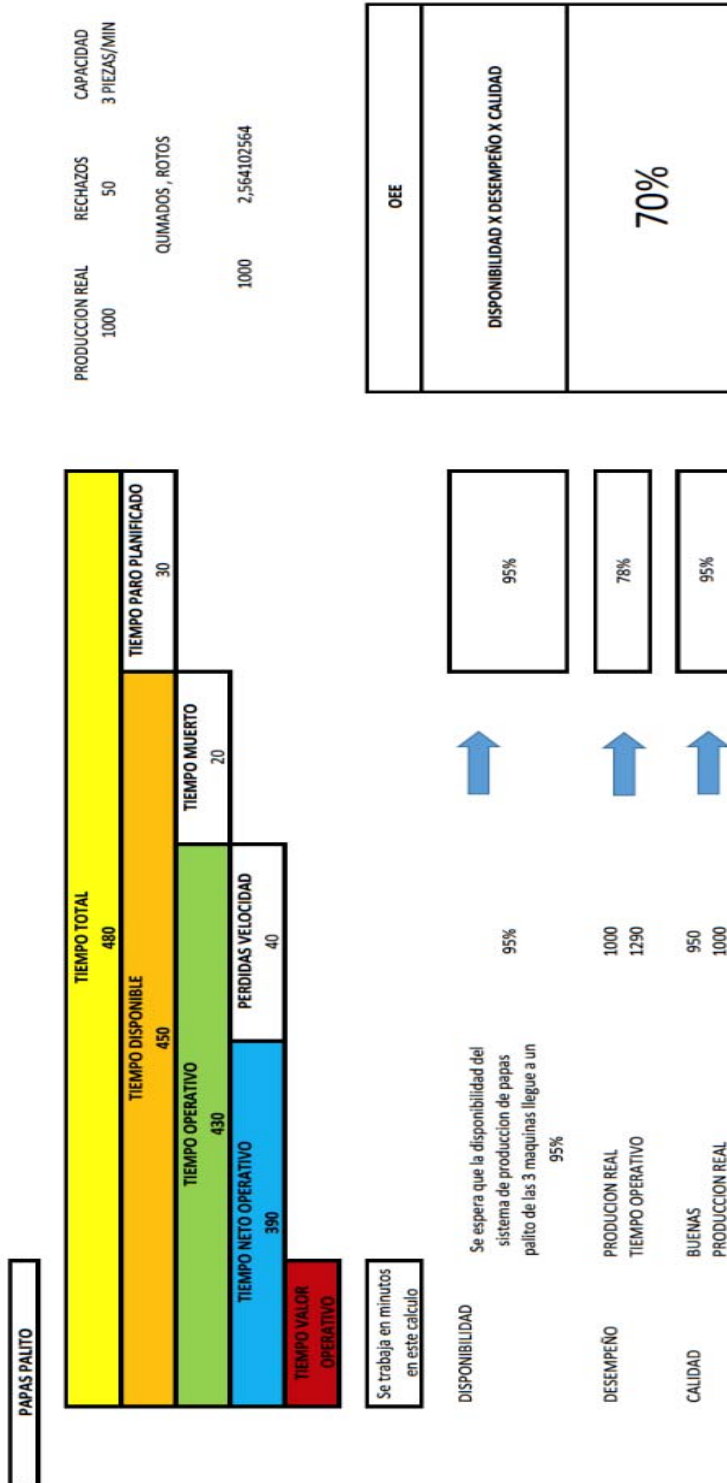 PAPAS PALITO
PRODUCCION REAL RECHAZOS CAPACIDAD
1000 50 3 PIEZAS/MIN
QUMADOS , ROTOS
1000 2,564102564
TIEMPO TOTAL
480
TIEMPO DISPONIBLE
450
TIEMPO PARO PLANIFICADO
30
TIEMPO OPERATIVO
430
TIEMPO MUERTO
20
TIEMPO NETO OPERATIVO
390
PERDIDAS VELOCIDAD
40
TIEMPO VALOR
OPERATIVO
Se trabaja en minutos
en este calculo
OEE
DISPONIBILIDAD X DESEMPEÑO X CALIDAD
70%
DISPONIBILIDAD
Se espera que la disponibilidad del
sistema de produccion de papas
palito de las 3 maquinas llegue a un
95%
95%
95%
DESEMPEÑO
PRODUCION REAL
TIEMPO OPERATIVO
1000
1290
78%
CALIDAD
BUENAS
PRODUCCION REAL
950
1000
95%